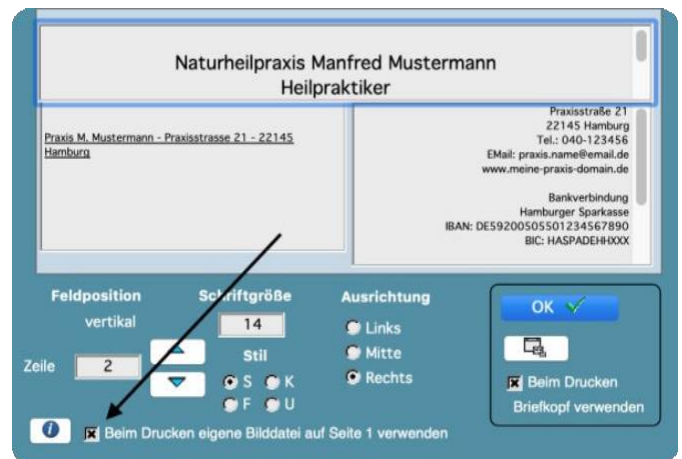 Naturheilpraxis Manfred Mustermann
Heilpraktiker
Praxis M. Mustermann - Praxisstrasse 21 - 22145
Hamburg
Praxisstraße 21
22145 Hamburg
Tel.: 040-123456
EMail: praxis.name@email.de
www.meine-praxis-domain.de
Bankverbindung
Hamburger Sparkasse
IBAN: DE59200505501234567890
BIC: HASPADEHHXXX
Feldposition
vertikal
Zeile 2
Schriftgröße
14
Stil
S K
F U
Ausrichtung
Links
Mitte
Rechts
OK
Beim Drucken
Briefkopf verwenden
Beim Drucken eigene Bilddatei auf Seite 1 verwenden